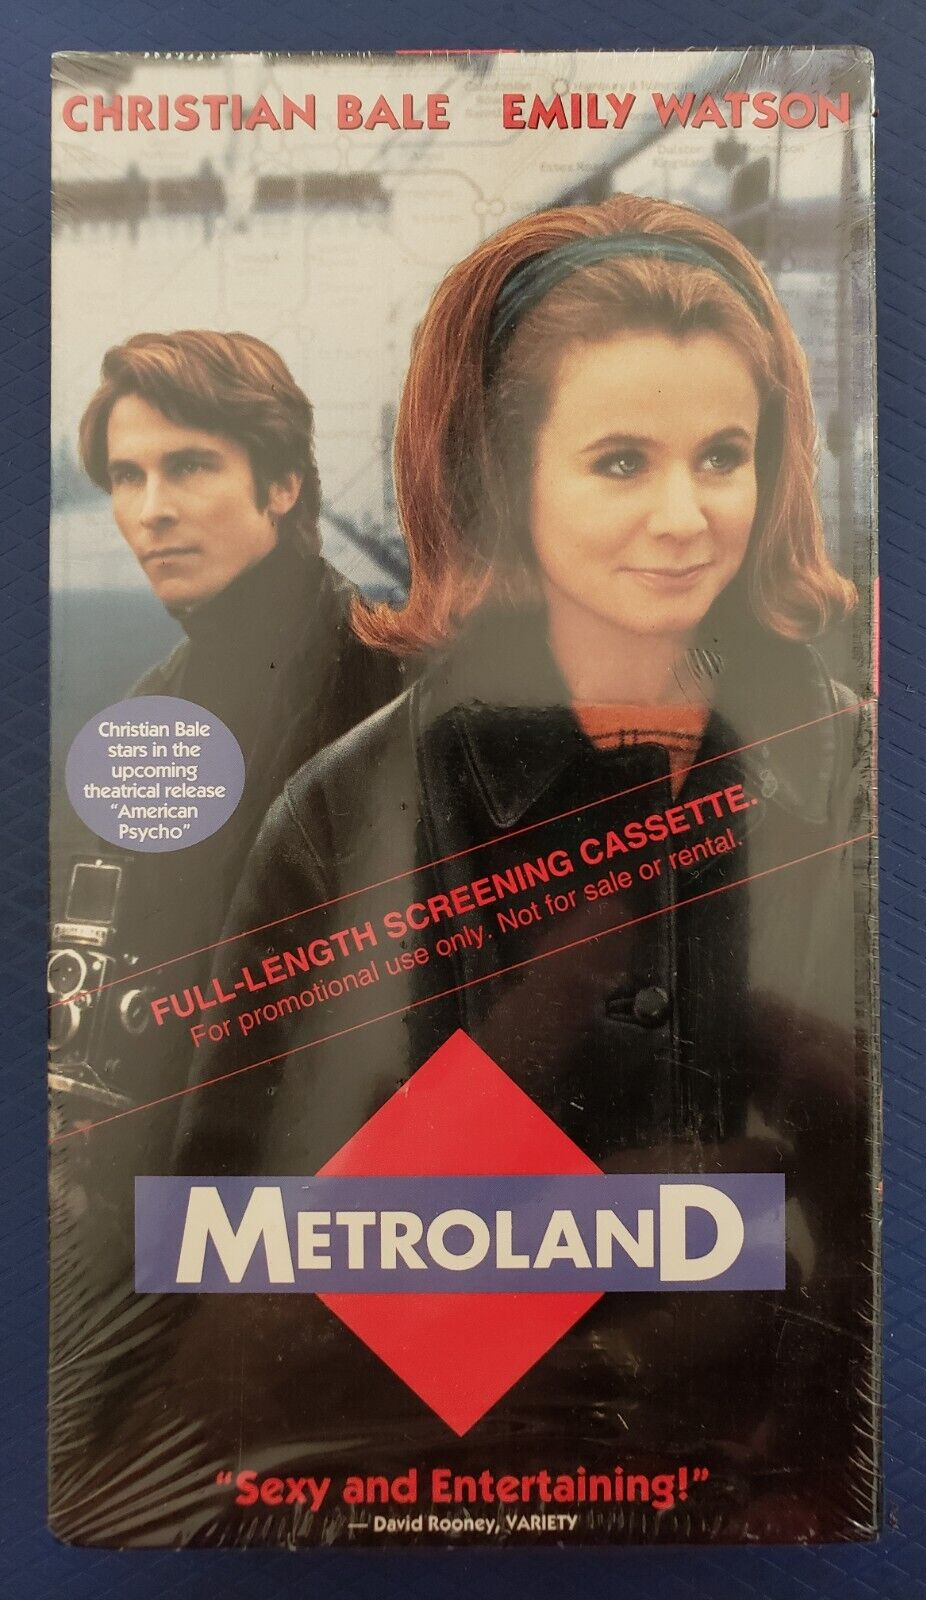 CHRISTIAN BALE EMILY WATSON
Christian Bale
stars in the
upcoming
theatrical release
"American
Psycho"
FULL-LENGTH SCREENING CASSETTE.
For promotional use only. Not for sale or rental.
METROLAND
"Sexy and Entertaining!"
— David Rooney, VARIETY